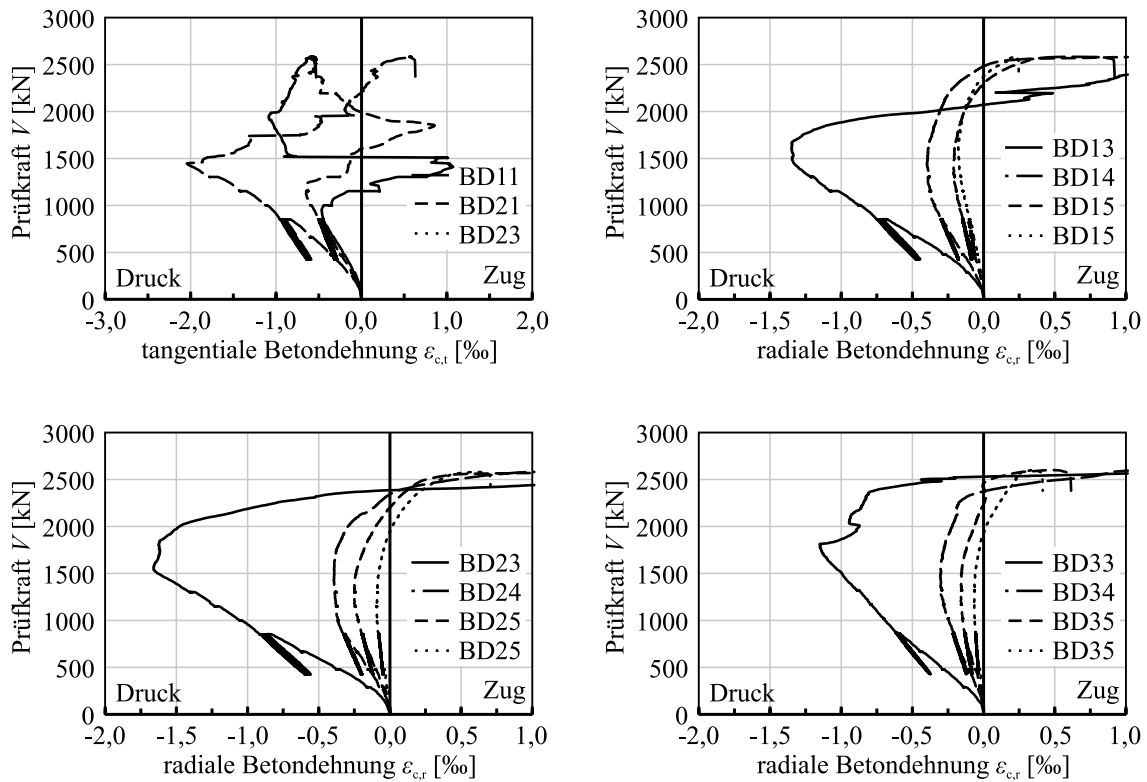 3000
2500
2000
1500
1000
500
0
Prüfkraft V [kN]
BD11
BD21
BD23
Druck
Zug
-3,0 -2,0 -1,0 0,0 1,0 2,0
tangentiale Betondehnung εc,t [‰]
3000
2500
2000
1500
1000
500
0
Prüfkraft V [kN]
BD13
BD14
BD15
BD15
Druck
Zug
-2,0 -1,5 -1,0 -0,5 0,0 0,5 1,0
radiale Betondehnung εc,r [‰]
3000
2500
2000
1500
1000
500
0
Prüfkraft V [kN]
BD23
BD24
BD25
BD25
Druck
Zug
-2,0 -1,5 -1,0 -0,5 0,0 0,5 1,0
radiale Betondehnung εc,r [‰]
3000
2500
2000
1500
1000
500
0
Prüfkraft V [kN]
BD33
BD34
BD35
BD35
Druck
Zug
-2,0 -1,5 -1,0 -0,5 0,0 0,5 1,0
radiale Betondehnung εc,r [‰]